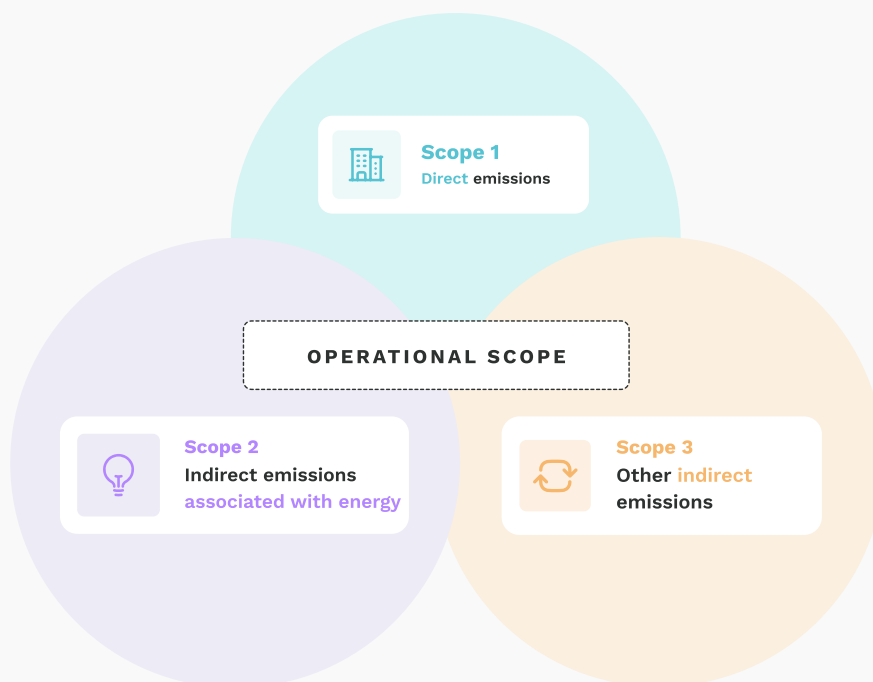 Scope 1
Direct emissions
OPERATIONAL SCOPE
Scope 2
Indirect emissions
associated with energy
Scope 3
Other indirect
emissions